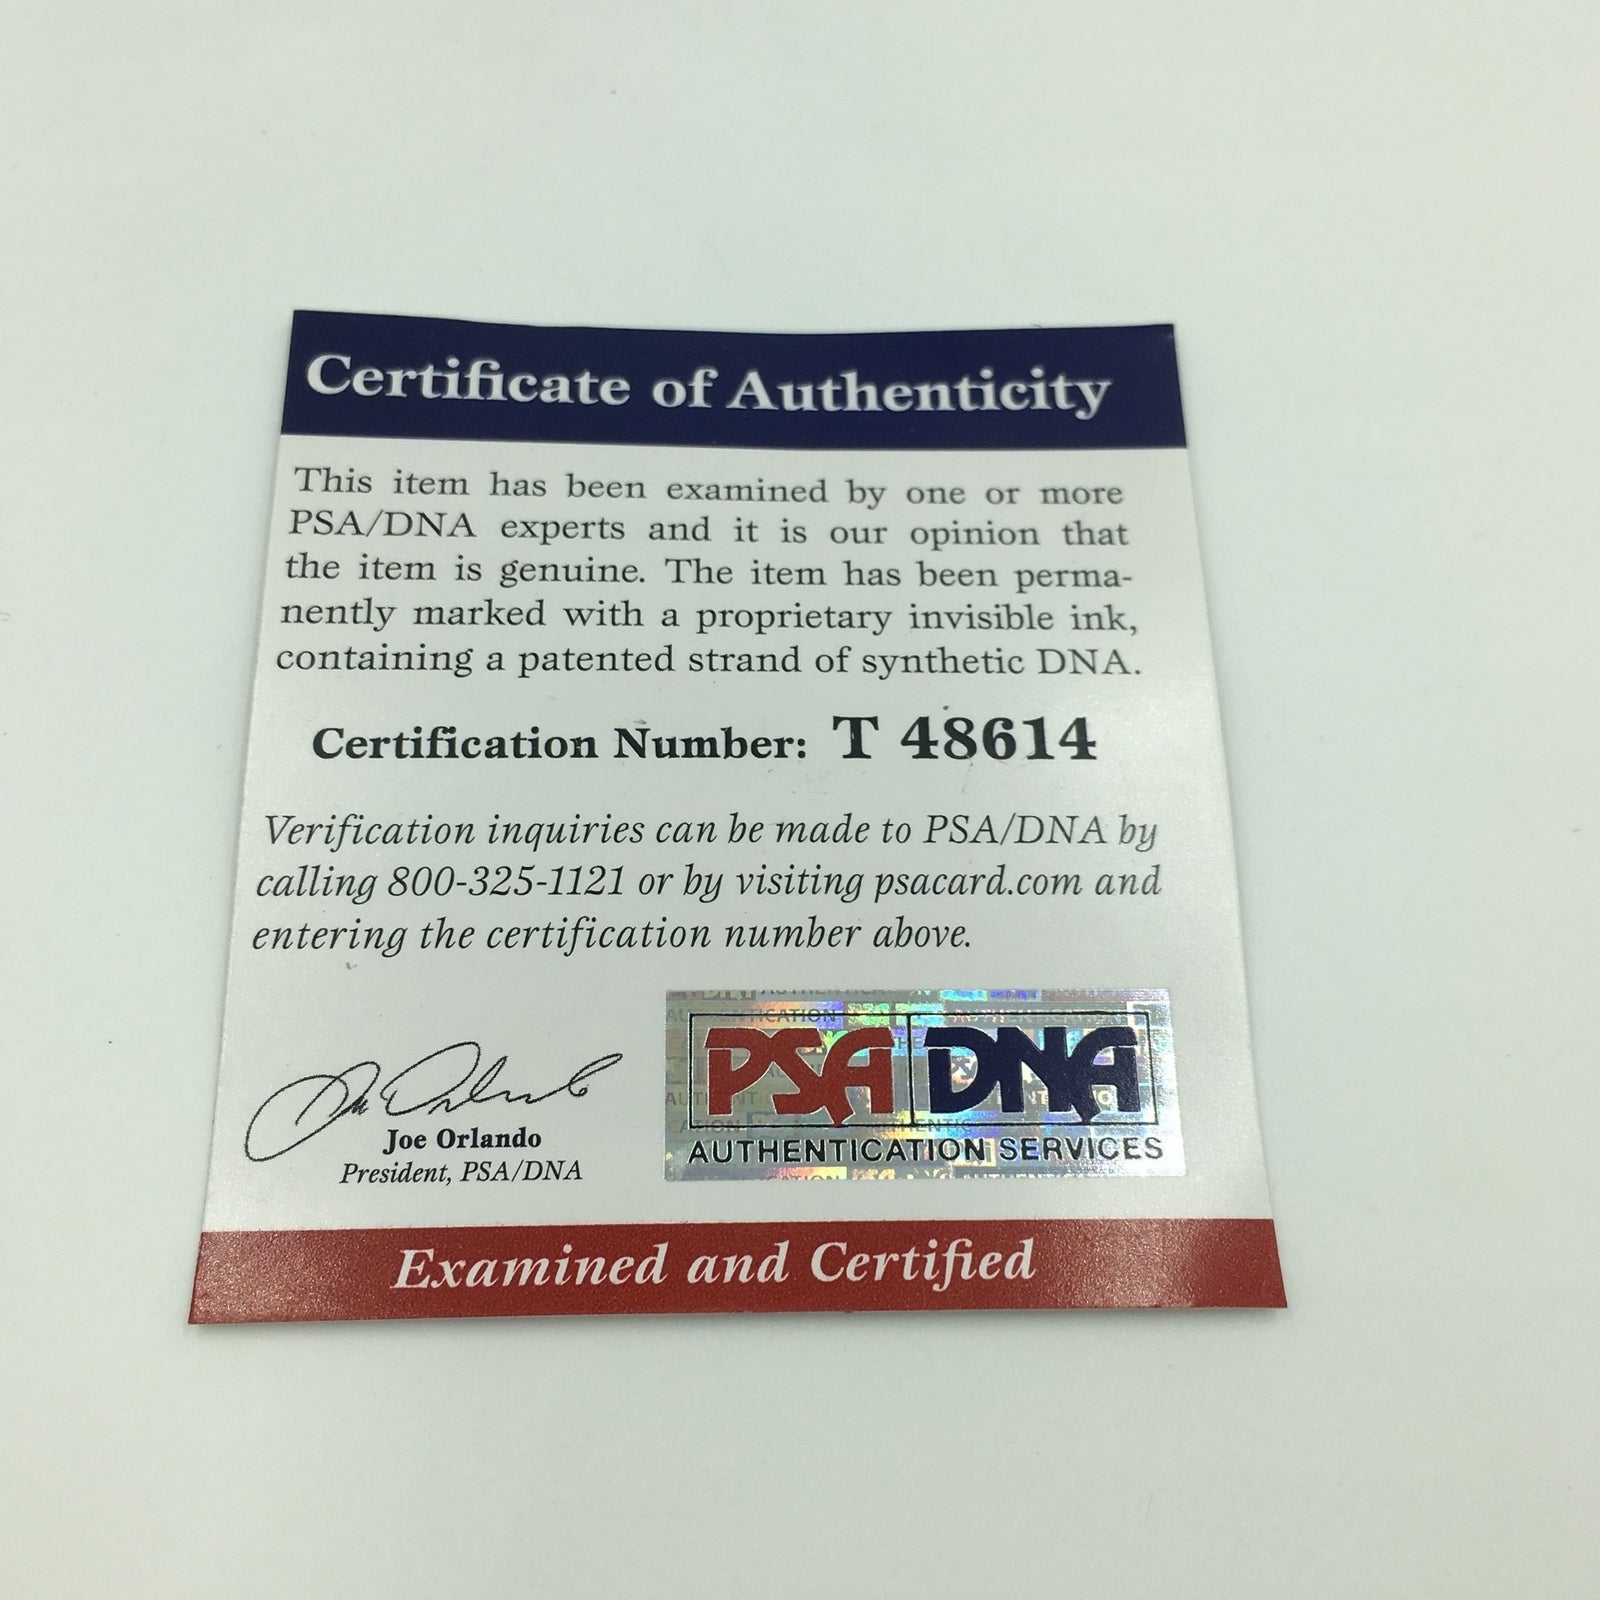 Certificate of Authenticity
This item has been examined by one or more
PSA/DNA experts and it is our opinion that
the item is genuine. The item has been perma-
nently marked with a proprietary invisible ink,
containing a patented strand of synthetic DNA.
Certification Number: T 48614
Verification inquiries can be made to PSA/DNA by
calling 800-325-1121 or by visiting psacard.com and
entering the certification number above.
Joe Orlando
President, PSA/DNA
PSA DNA
AUTHENTICATION SERVICES
Examined and Certified